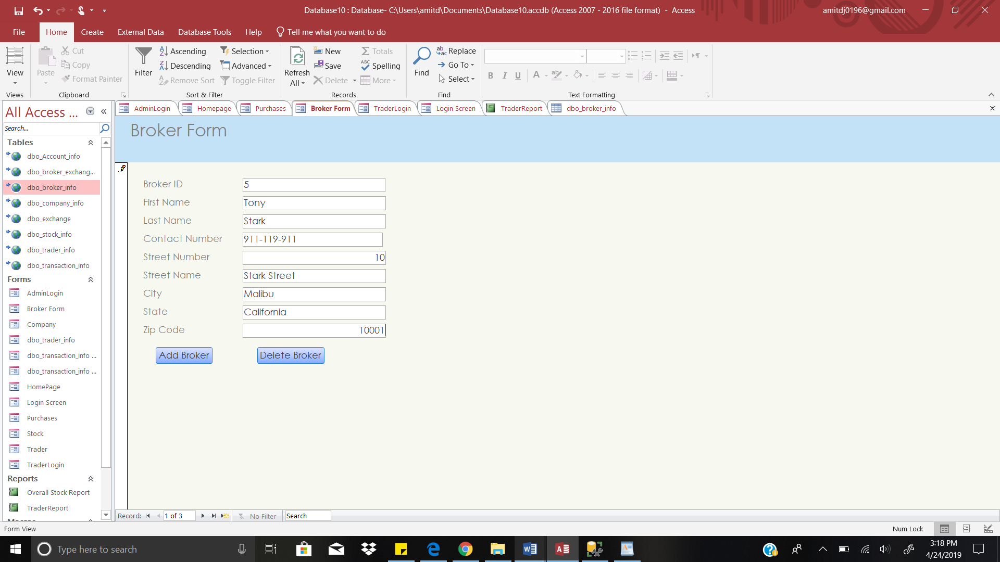 Database10 : Database- C:\Users\amitd\Documents\Database10.accdb (Access 2007 - 2016 file format)  -  Access
amitdj0196@gmail.com
File
Home
Create
External Data
Database Tools
Help
Tell me what you want to do
View
Views
Paste
Cut
Copy
Format Painter
Clipboard
Filter
Ascending
Descending
Remove Sort
Selection
Advanced
Toggle Filter
Sort & Filter
Refresh
All
New
Save
Delete
Totals
Spelling
More
Records
Find
Replace
Go To
Select
Find
B I U A
Text Formatting
All Access ...
Search...
Tables
dbo_Account_info
dbo_broker_exchang...
dbo_broker_info
dbo_company_info
dbo_exchange
dbo_stock_info
dbo_trader_info
dbo_transaction_info
Forms
AdminLogin
Broker Form
Company
dbo_trader_info
dbo_transaction_info ...
dbo_transaction_info ...
HomePage
Login Screen
Purchases
Stock
Trader
TraderLogin
Reports
Overall Stock Report
TraderReport
AdminLogin
Homepage
Purchases
Broker Form
TraderLogin
Login Screen
TraderReport
dbo_broker_info
Broker Form
Broker ID 5
First Name Tony
Last Name Stark
Contact Number 911-119-911
Street Number 10
Street Name Stark Street
City Malibu
State California
Zip Code 10001
Add Broker
Delete Broker
Record: 1 of 3 No Filter Search
Form View
Num Lock
Type here to search
3:18 PM
4/24/2019